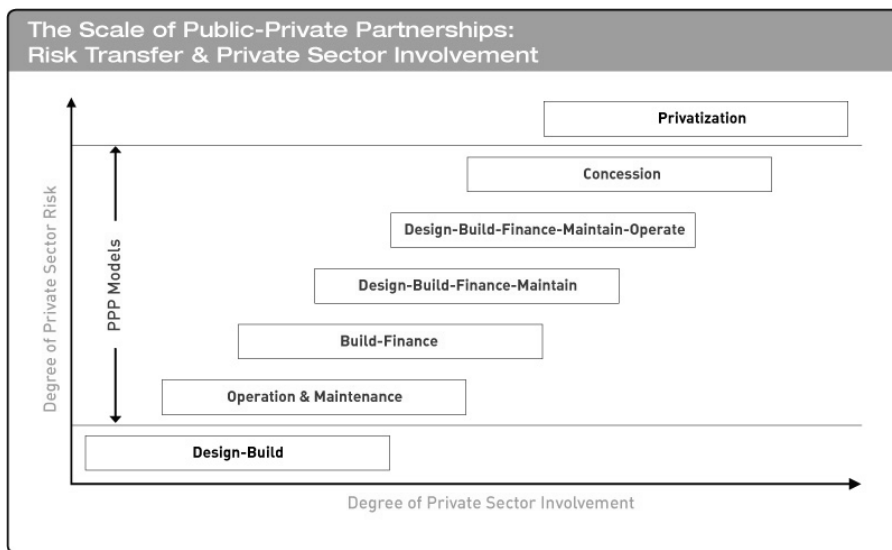 The Scale of Public-Private Partnerships:
Risk Transfer & Private Sector Involvement
Privatization
Concession
Design-Build-Finance-Maintain-Operate
Design-Build-Finance-Maintain
Build-Finance
Operation & Maintenance
Design-Build
PPP Models
Degree of Private Sector Risk
Degree of Private Sector Involvement